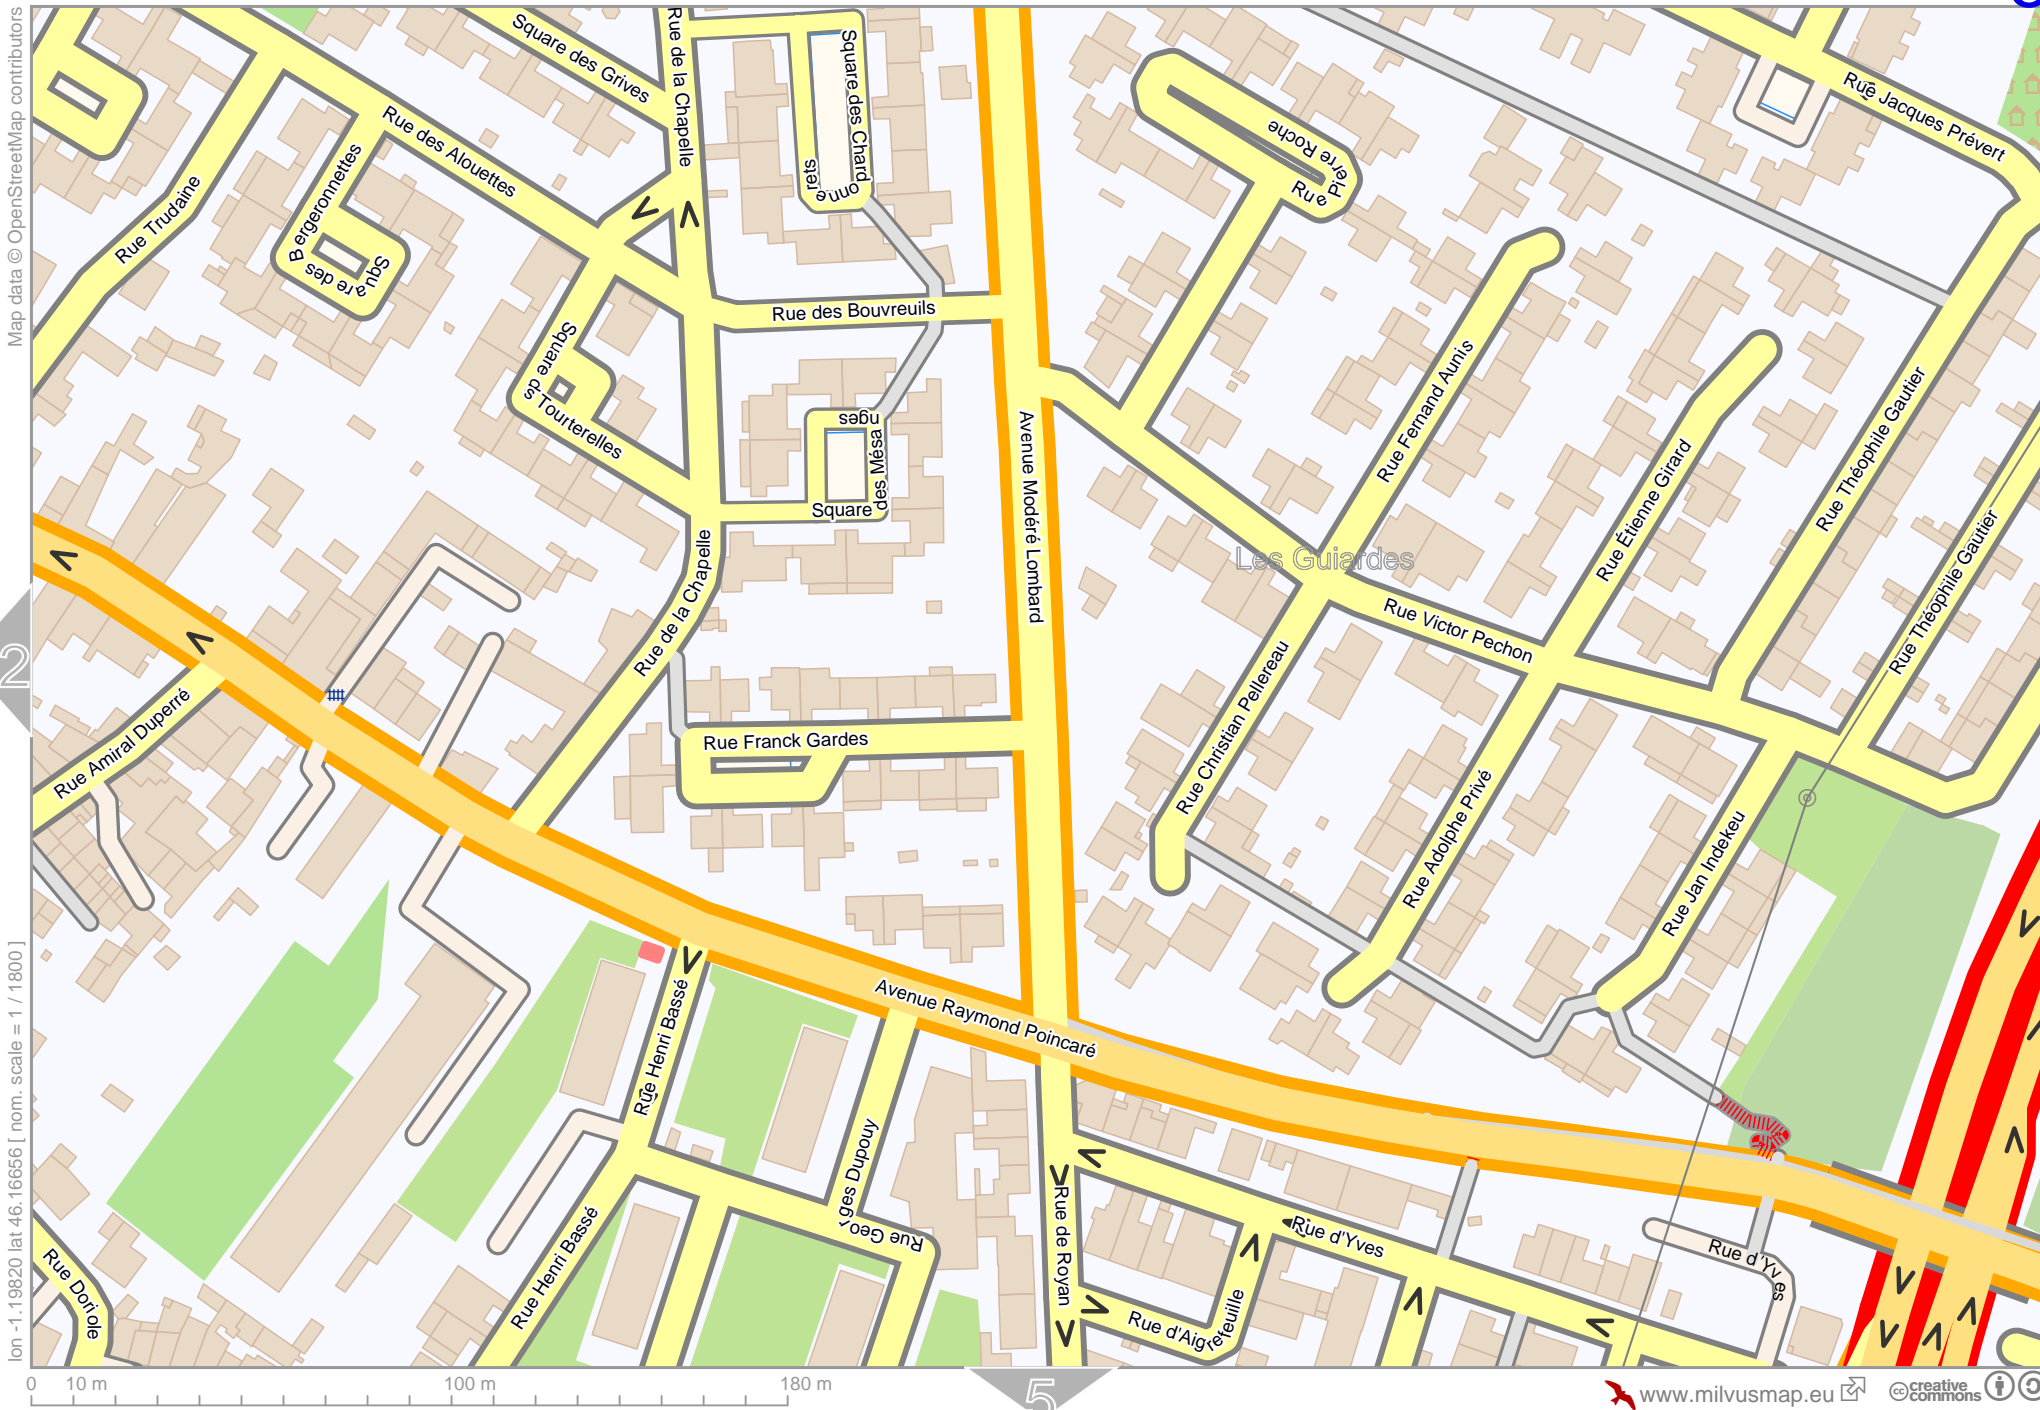 Map data © OpenStreetMap contributors
lon -1.19820 lat 46.16656 [ nom. scale = 1 / 1800 ]
Square des Grives
Rue de la Chapelle
Square des Chardonnerets
Rue Pierre Roche
Rue Jacques Prévert
Rue des Alouettes
Rue Trudaine
Square des Bergeronnettes
Rue des Bouvreuils
Square des Tourterelles
Square des Mésanges
Avenue Modéré Lombard
Rue Fernand Aunis
Rue Étienne Girard
Rue Théophile Gautier
Rue Théophile Gautier
Les Guiardes
Rue Victor Pechon
Rue de la Chapelle
Rue Amiral Duperré
Rue Franck Gardes
Rue Christian Pellereau
Rue Adolphe Privé
Rue Jan Indekeu
Avenue Raymond Poincaré
Rue Henri Bassé
Rue Georges Dupouy
Rue Henri Bassé
Rue de Royan
Rue d'Yves
Rue d'Yves
Rue d'Aigrefeuille
Rue Doriole
2
5
0 10 m 100 m 180 m
www.milvusmap.eu
cc creative commons